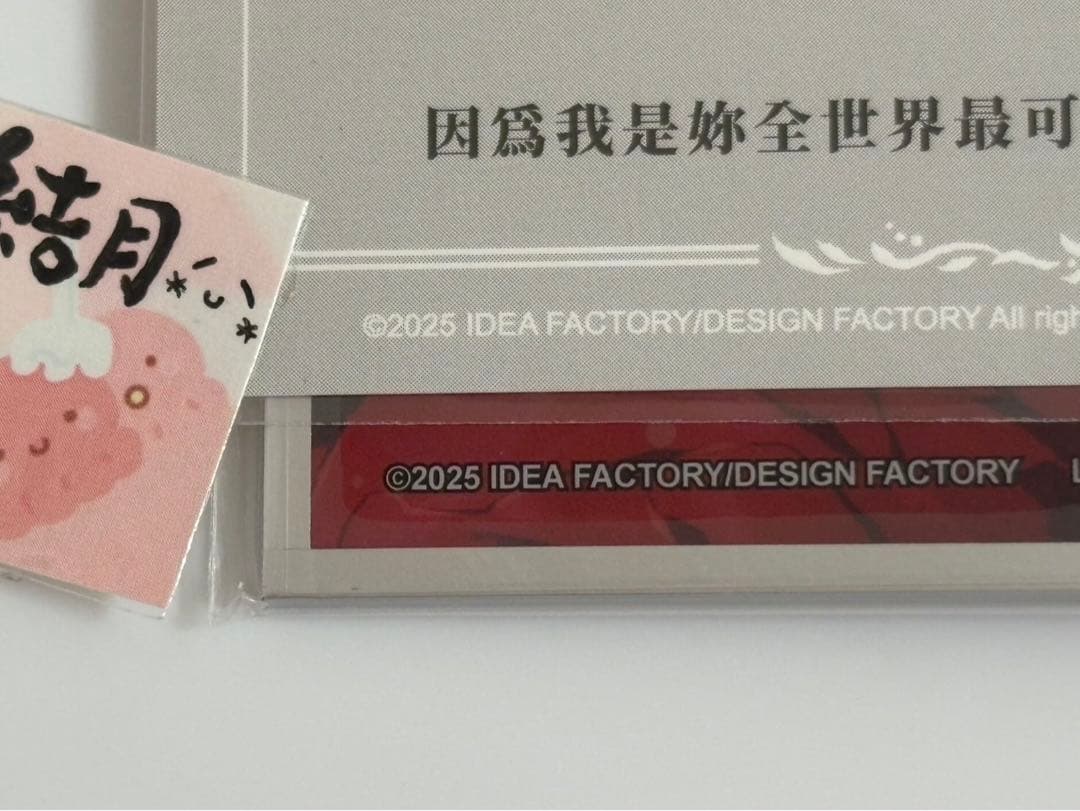 因爲我是妳全世界最可
結月
©2025 IDEA FACTORY/DESIGN FACTORY All righ
©2025 IDEA FACTORY/DESIGN FACTORY L